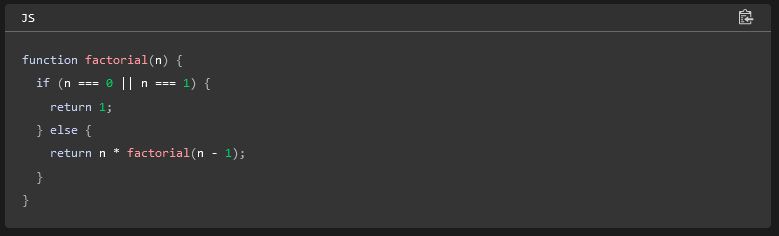 JS
function factorial(n) {
  if (n === 0 || n === 1) {
    return 1;
  } else {
    return n * factorial(n - 1);
  }
}